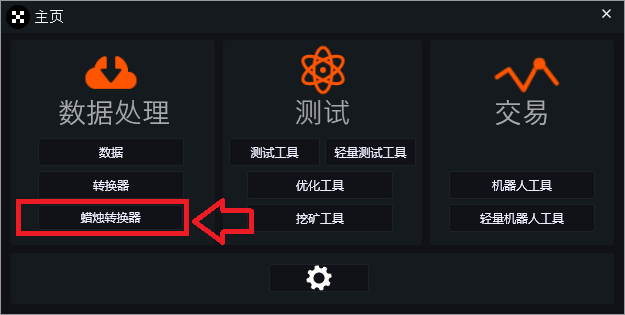 主页
数据处理
数据
转换器
蜡烛转换器
测试
测试工具 轻量测试工具
优化工具
挖矿工具
交易
机器人工具
轻量机器人工具